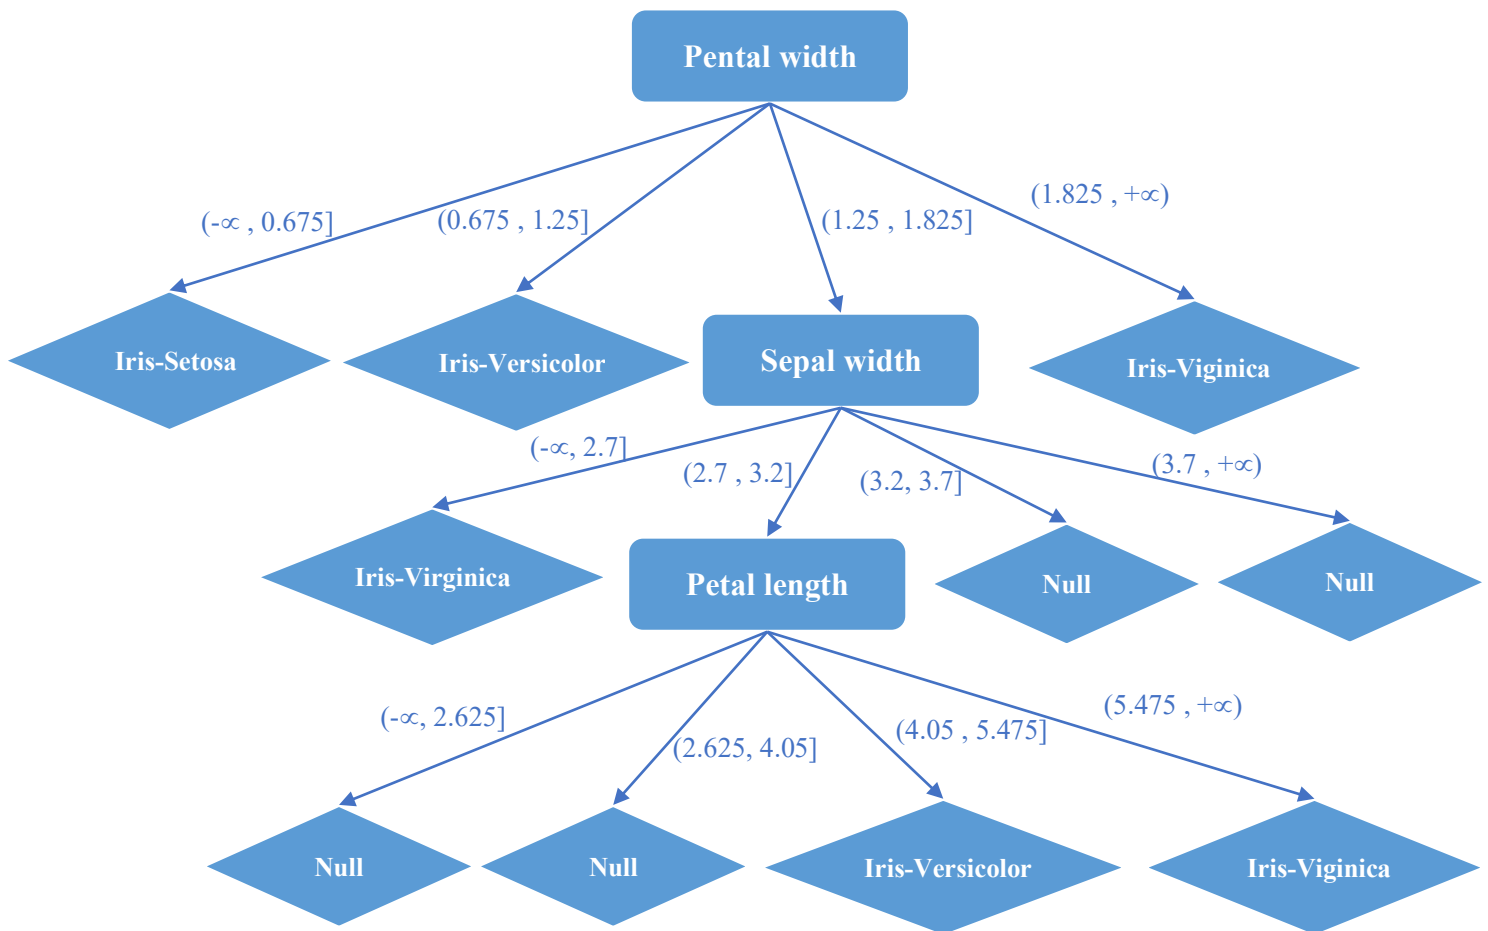 Pental width
(-∞ , 0.675]
(0.675 , 1.25]
(1.25 , 1.825]
(1.825 , +∞)
Iris-Setosa
Iris-Versicolor
Sepal width
Iris-Viginica
(-∞, 2.7]
(2.7 , 3.2]
(3.2, 3.7]
(3.7 , +∞)
Iris-Virginica
Petal length
Null
Null
(-∞, 2.625]
(2.625, 4.05]
(4.05 , 5.475]
(5.475 , +∞)
Null
Null
Iris-Versicolor
Iris-Viginica